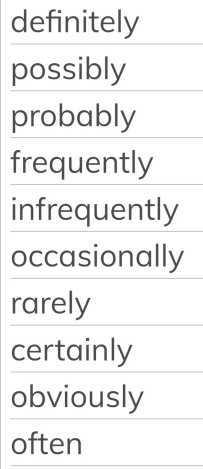 definitely
possibly
probably
frequently
infrequently
occasionally
rarely
certainly
obviously
often